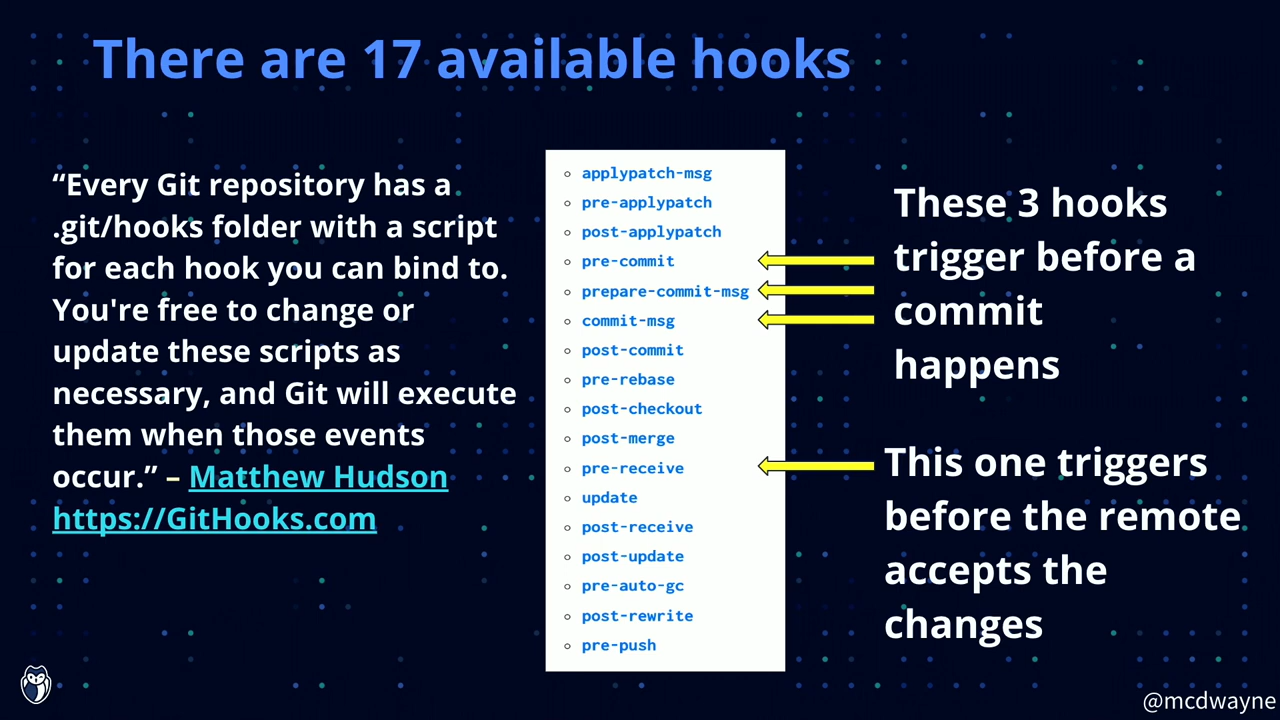 There are 17 available hooks
“Every Git repository has a
.git/hooks folder with a script
for each hook you can bind to.
You're free to change or
update these scripts as
necessary, and Git will execute
them when those events
occur.” – Matthew Hudson
https://GitHooks.com
applypatch-msg
pre-applypatch
post-applypatch
pre-commit
prepare-commit-msg
commit-msg
post-commit
pre-rebase
post-checkout
post-merge
pre-receive
update
post-receive
post-update
pre-auto-gc
post-rewrite
pre-push
These 3 hooks
trigger before a
commit
happens
This one triggers
before the remote
accepts the
changes
@mcdwayne